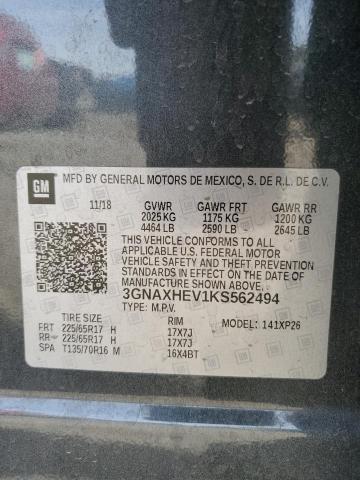 GM
MFD BY GENERAL MOTORS DE MEXICO, S. DE R.L. DE C.V.
11/18 GVWR GAWR FRT GAWR RR
2025 KG 1175 KG 1200 KG
4464 LB 2590 LB 2645 LB
THIS VEHICLE CONFORMS TO ALL
APPLICABLE U.S. FEDERAL MOTOR
VEHICLE SAFETY AND BUMPER
AND THEFT PREVENTION STANDARDS
IN EFFECT ON THE DATE OF
MANUFACTURE SHOWN ABOVE.
3GNAXHEV1KS562494
TYPE: M.P.V.
TIRE SIZE RIM MODEL: 141XP26
FRT 225/65R17 H 17X7J
RR 225/65R17 H 17X7J
SPA T135/70R16 M 16X4BT